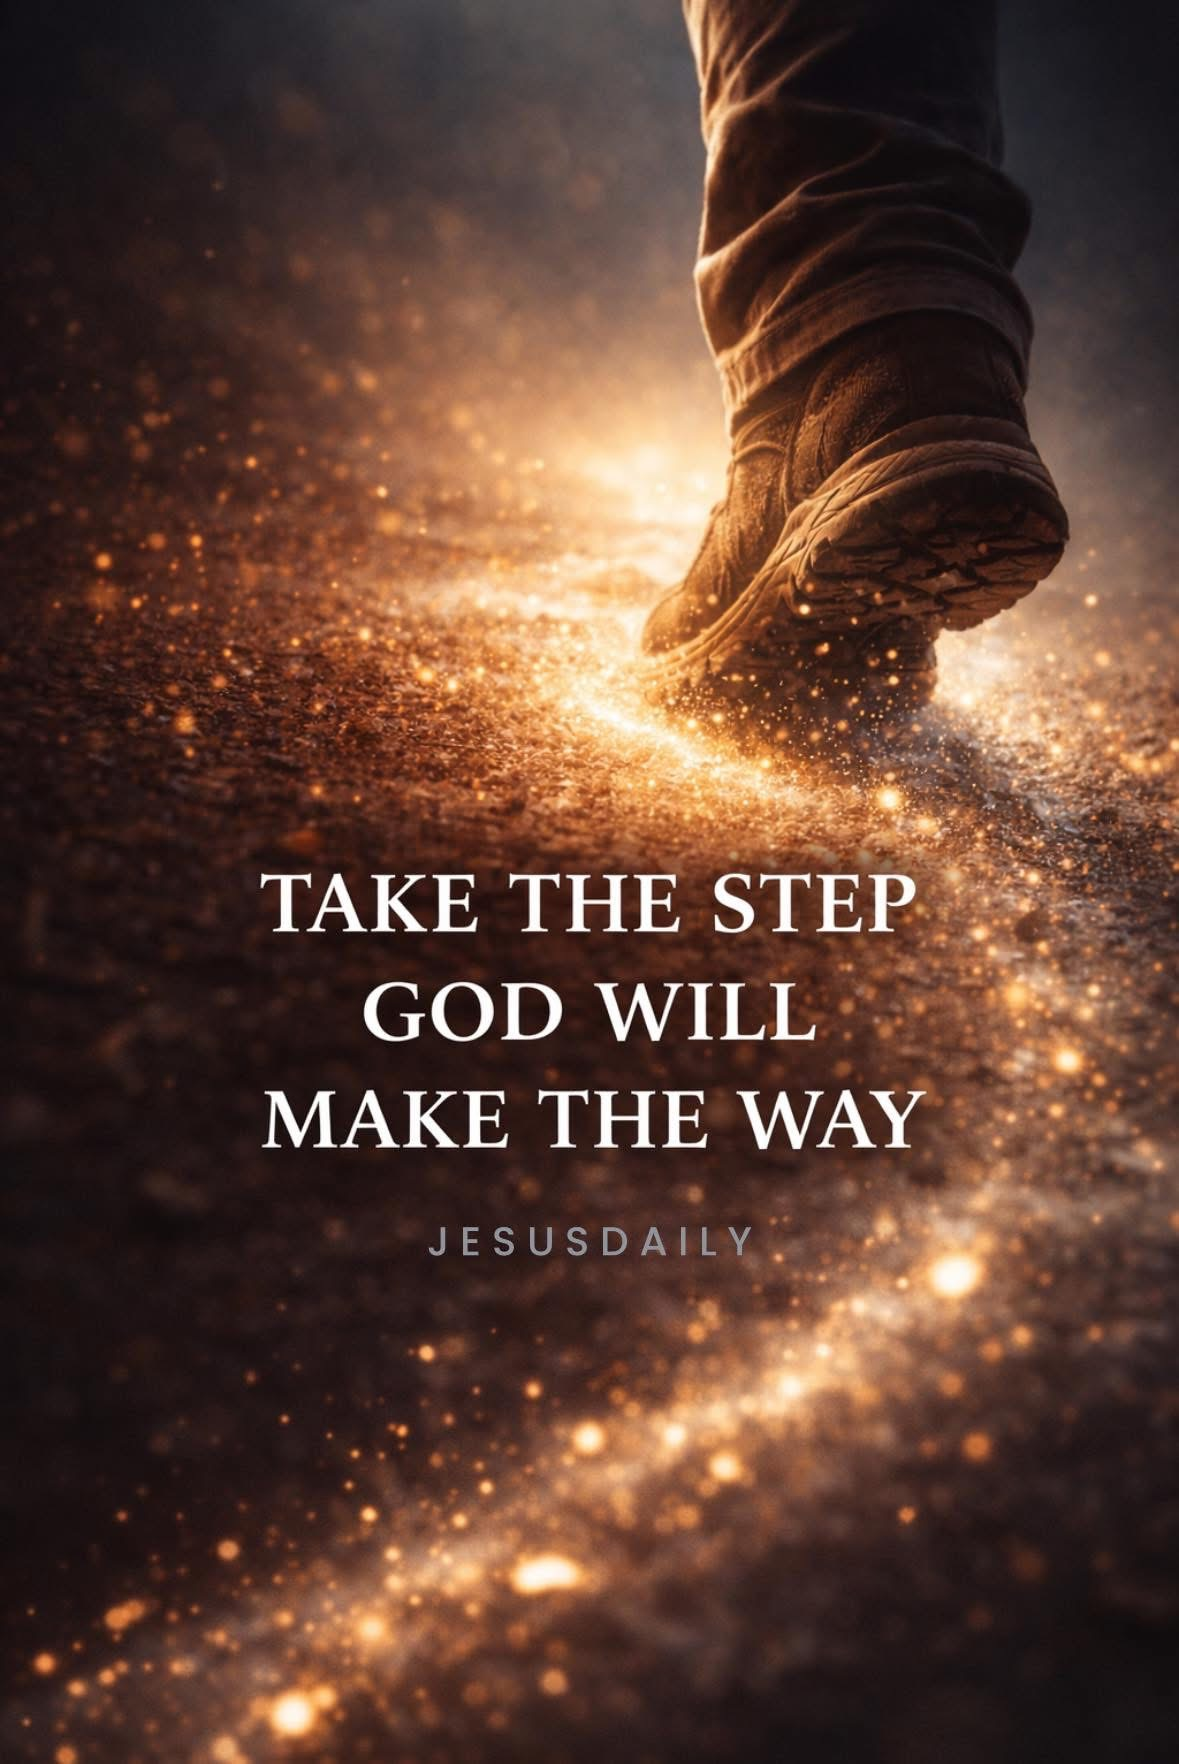 TAKE THE STEP
GOD WILL
MAKE THE WAY
JESUSDAILY